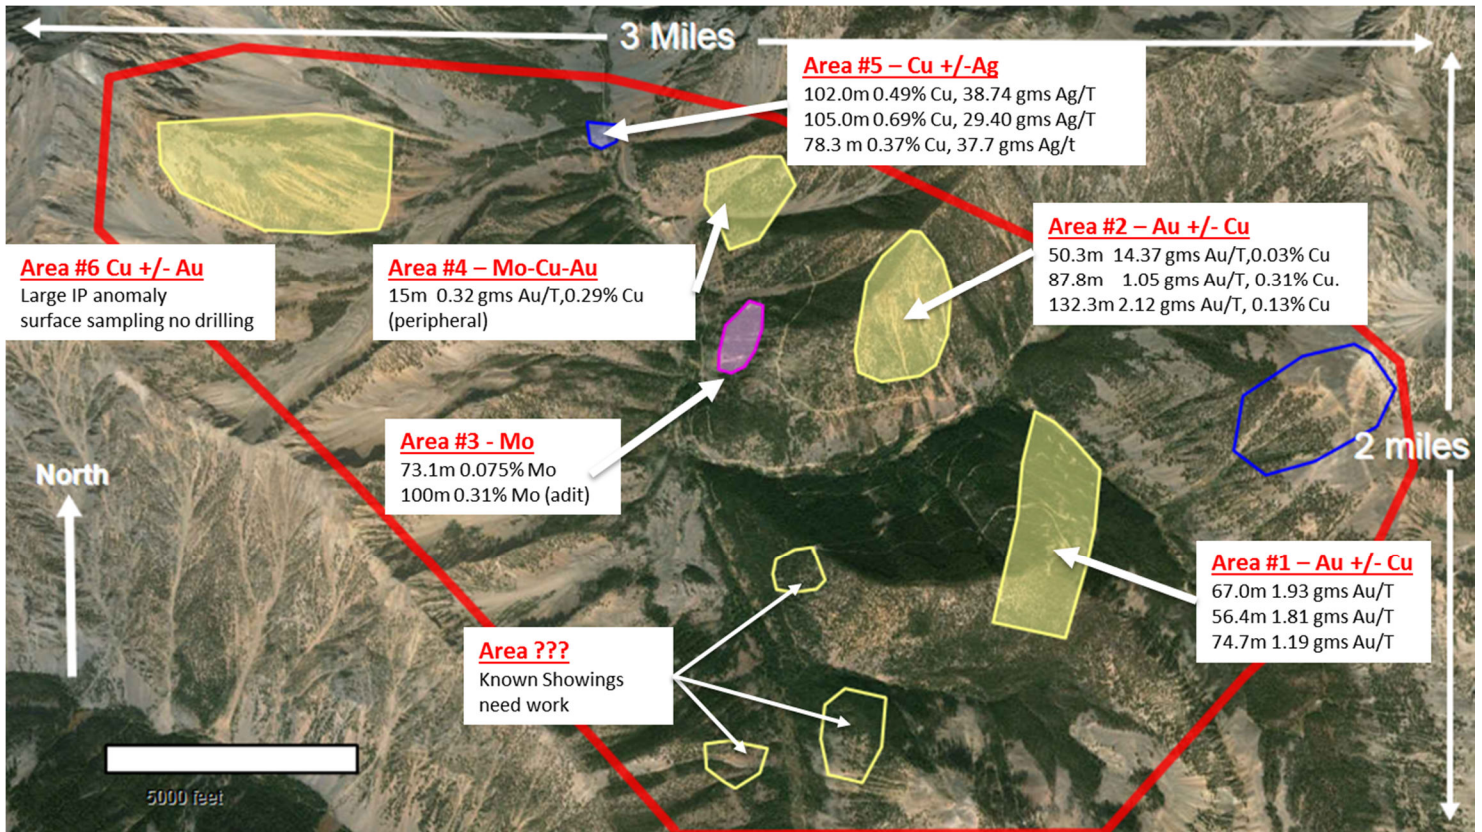 3 Miles
Area #5 – Cu +/-Ag
102.0m 0.49% Cu, 38.74 gms Ag/T
105.0m 0.69% Cu, 29.40 gms Ag/T
78.3 m 0.37% Cu, 37.7 gms Ag/t
Area #2 – Au +/- Cu
50.3m 14.37 gms Au/T,0.03% Cu
87.8m 1.05 gms Au/T, 0.31% Cu.
132.3m 2.12 gms Au/T, 0.13% Cu
Area #6 Cu +/- Au
Large IP anomaly
surface sampling no drilling
Area #4 – Mo-Cu-Au
15m 0.32 gms Au/T,0.29% Cu
(peripheral)
Area #3 - Mo
73.1m 0.075% Mo
100m 0.31% Mo (adit)
2 miles
North
Area #1 – Au +/- Cu
67.0m 1.93 gms Au/T
56.4m 1.81 gms Au/T
74.7m 1.19 gms Au/T
Area ???
Known Showings
need work
5000 feet